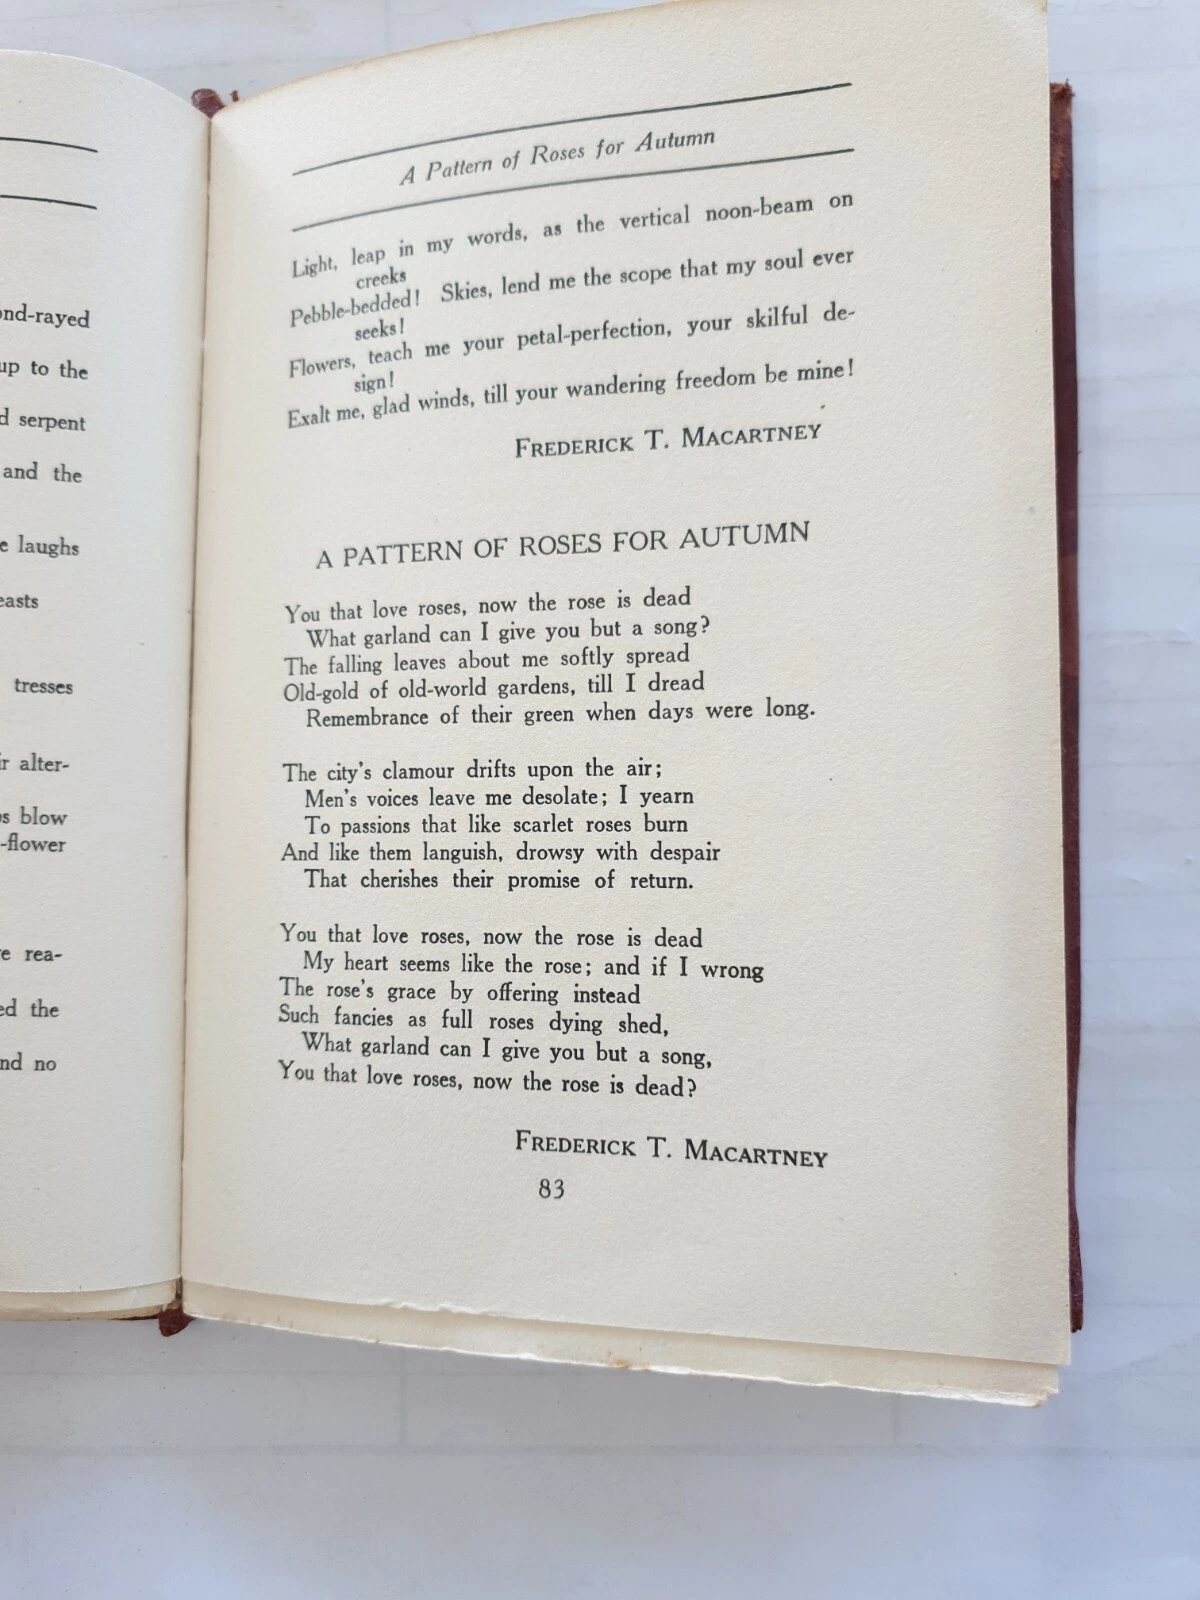 ond-rayed
up to the
d serpent
and the
e laughs
easts
tresses
ir alter-
s blow
-flower
e rea-
ed the
nd no
A Pattern of Roses for Autumn
Light, leap in my words, as the vertical noon-beam on
creeks
Pebble-bedded! Skies, lend me the scope that my soul ever
seeks!
Flowers, teach me your petal-perfection, your skilful de-
sign!
Exalt me, glad winds, till your wandering freedom be mine!
FREDERICK T. MACARTNEY
A PATTERN OF ROSES FOR AUTUMN
You that love roses, now the rose is dead
What garland can I give you but a song?
The falling leaves about me softly spread
Old-gold of old-world gardens, till I dread
Remembrance of their green when days were long.
The city's clamour drifts upon the air;
Men's voices leave me desolate; I yearn
To passions that like scarlet roses burn
And like them languish, drowsy with despair
That cherishes their promise of return.
You that love roses, now the rose is dead
My heart seems like the rose; and if I wrong
The rose's grace by offering instead
Such fancies as full roses dying shed,
What garland can I give you but a song,
You that love roses, now the rose is dead?
FREDERICK T. MACARTNEY
83